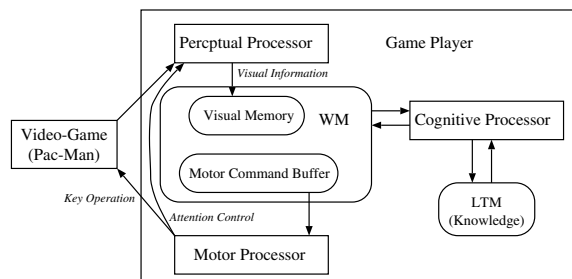 Percptual Processor
Game Player
Visual Information
Visual Memory
WM
Cognitive Processor
Video-Game
(Pac-Man)
Motor Command Buffer
Key Operation
Attention Control
LTM
(Knowledge)
Motor Processor